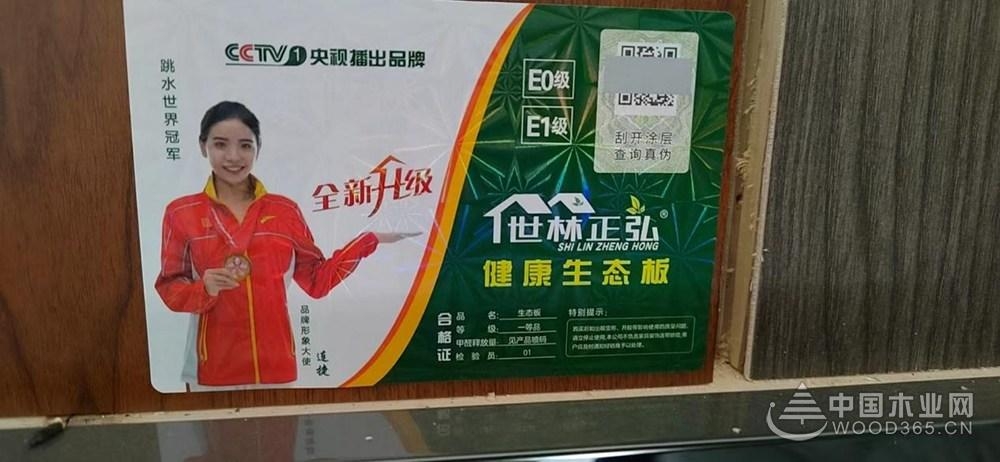 CCTV 1 央视播出品牌
跳水世界冠军
全新升级
品牌形象大使
连捷
E0级
E1级
刮开涂层
查询真伪
世林正弘®
SHI LIN ZHENG HONG
健康生态板
合格证
品 名: 生态板
等 级: 一等品
甲醛释放量: 见产品喷码
检 验 员: 01
特别提示:
中国木业网
WOOD365.CN